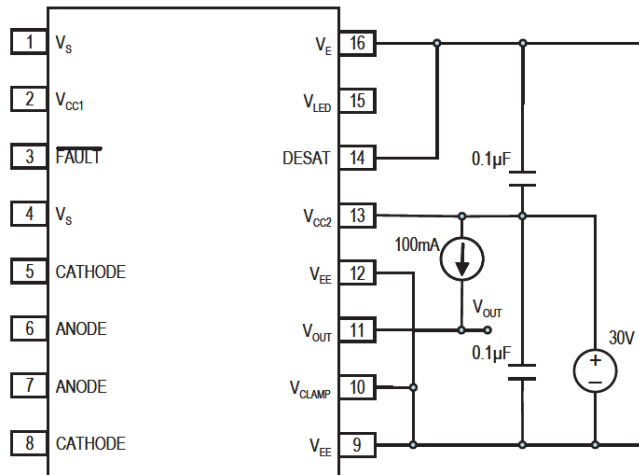 1 VS
2 VCC1
3 FAULT
4 VS
5 CATHODE
6 ANODE
7 ANODE
8 CATHODE
VE 16
VLED 15
DESAT 14
VCC2 13
VEE 12
VOUT 11
VCLAMP 10
VEE 9
0.1µF
100mA
VOUT
0.1µF
30V
+
–